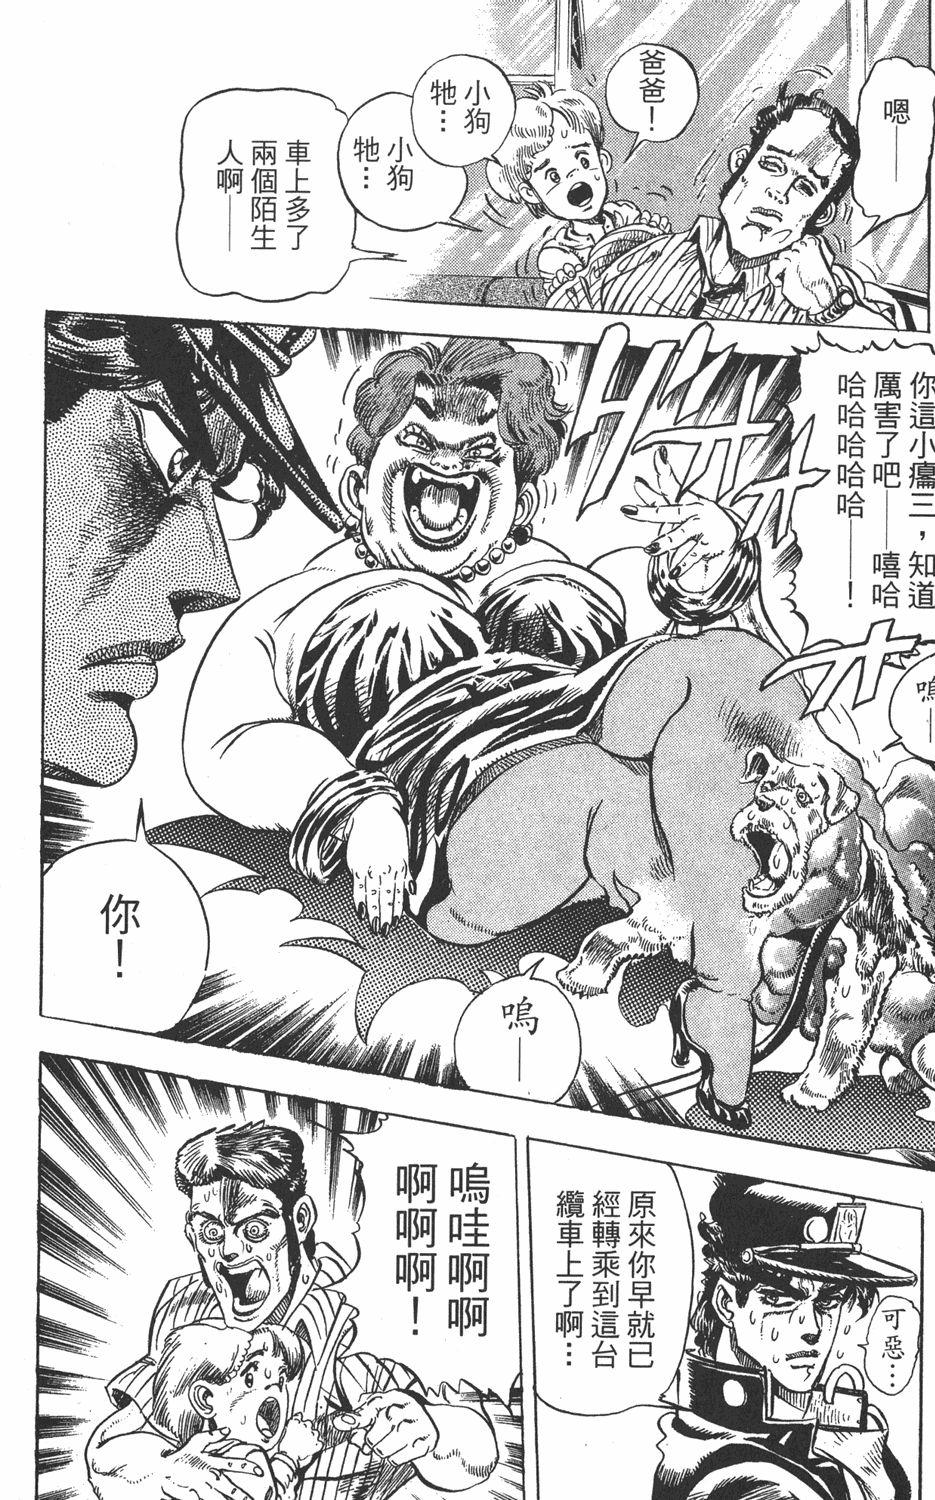 嗯——
爸爸！
小狗
牠…
小狗
牠…
車上多了
兩個陌生
人啊——
你這小癟三，知道
厲害了吧——嘻哈
哈哈哈哈哈——！
嗚—
嗚—
你！
可惡…
原來你早就已
經轉乘到這台
纜車上了啊…
嗚哇啊啊
啊啊啊！